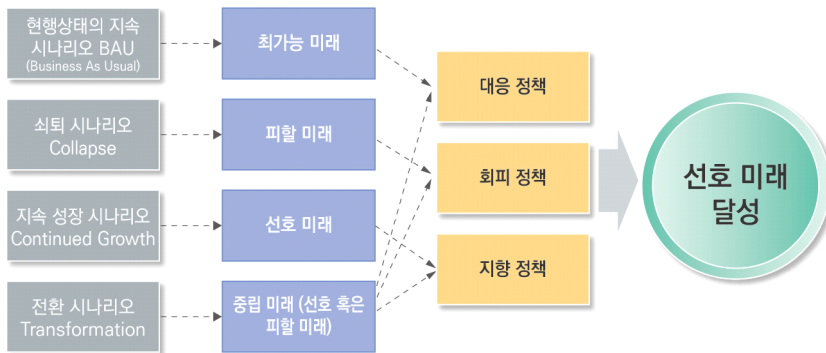 현행상태의 지속
시나리오 BAU
(Business As Usual)
최가능 미래
쇠퇴 시나리오
Collapse
피할 미래
지속 성장 시나리오
Continued Growth
선호 미래
전환 시나리오
Transformation
중립 미래 (선호 혹은
피할 미래)
대응 정책
회피 정책
지향 정책
선호 미래
달성